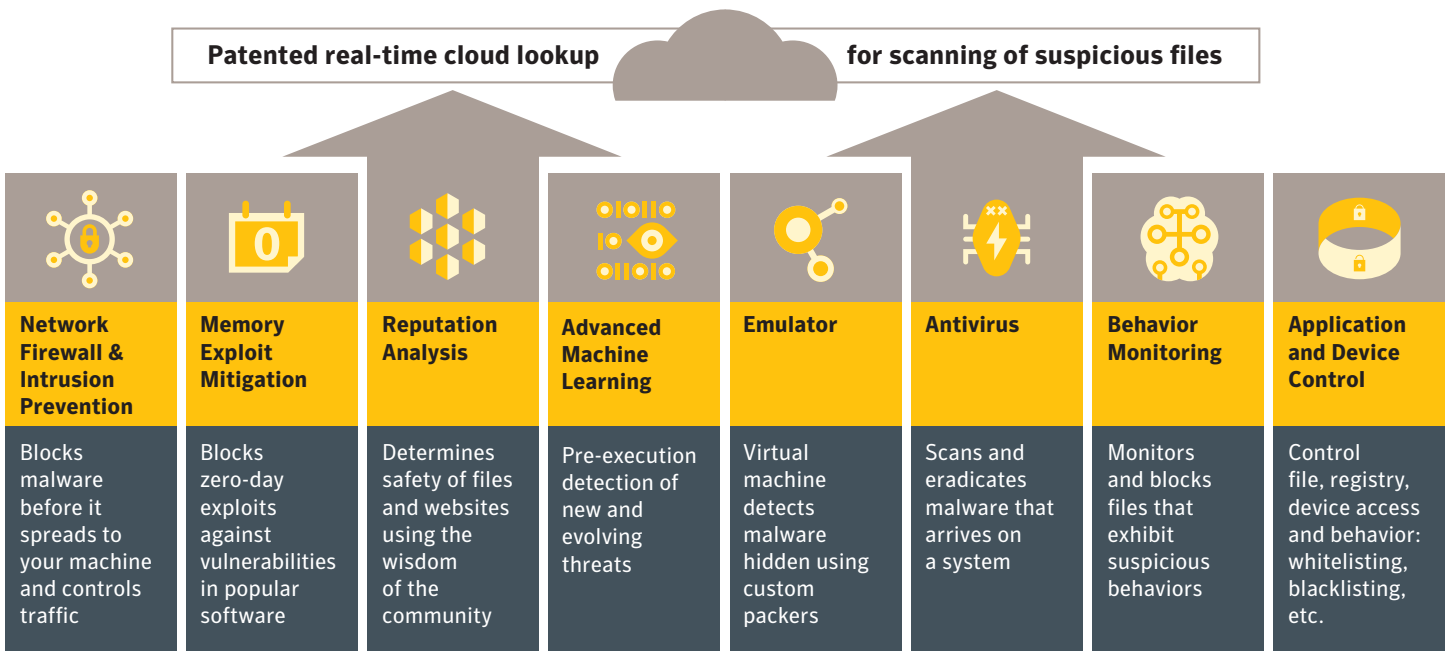 Patented real-time cloud lookup
for scanning of suspicious files
0
Network
Firewall &
Intrusion
Prevention
Blocks
malware
before it
spreads to
your machine
and controls
traffic
Memory
Exploit
Mitigation
Blocks
zero-day
exploits
against
vulnerabilities
in popular
software
Reputation
Analysis
Determines
safety of files
and websites
using the
wisdom
of the
community
010110
10
011010
Advanced
Machine
Learning
Pre-execution
detection of
new and
evolving
threats
Emulator
Virtual
machine
detects
malware
hidden using
custom
packers
Antivirus
Scans and
eradicates
malware that
arrives on
a system
Behavior
Monitoring
Monitors
and blocks
files that
exhibit
suspicious
behaviors
Application
and Device
Control
Control
file, registry,
device access
and behavior:
whitelisting,
blacklisting,
etc.